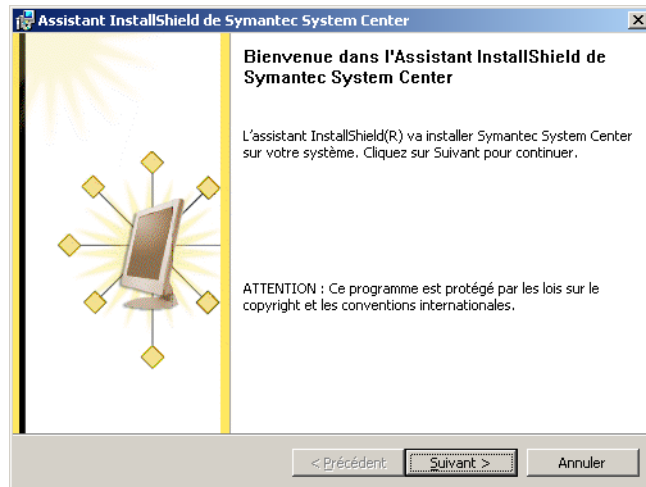 Assistant InstallShield de Symantec System Center
Bienvenue dans l'Assistant InstallShield de
Symantec System Center
L'assistant InstallShield(R) va installer Symantec System Center
sur votre système. Cliquez sur Suivant pour continuer.
ATTENTION : Ce programme est protégé par les lois sur le
copyright et les conventions internationales.
< Précédent
Suivant >
Annuler